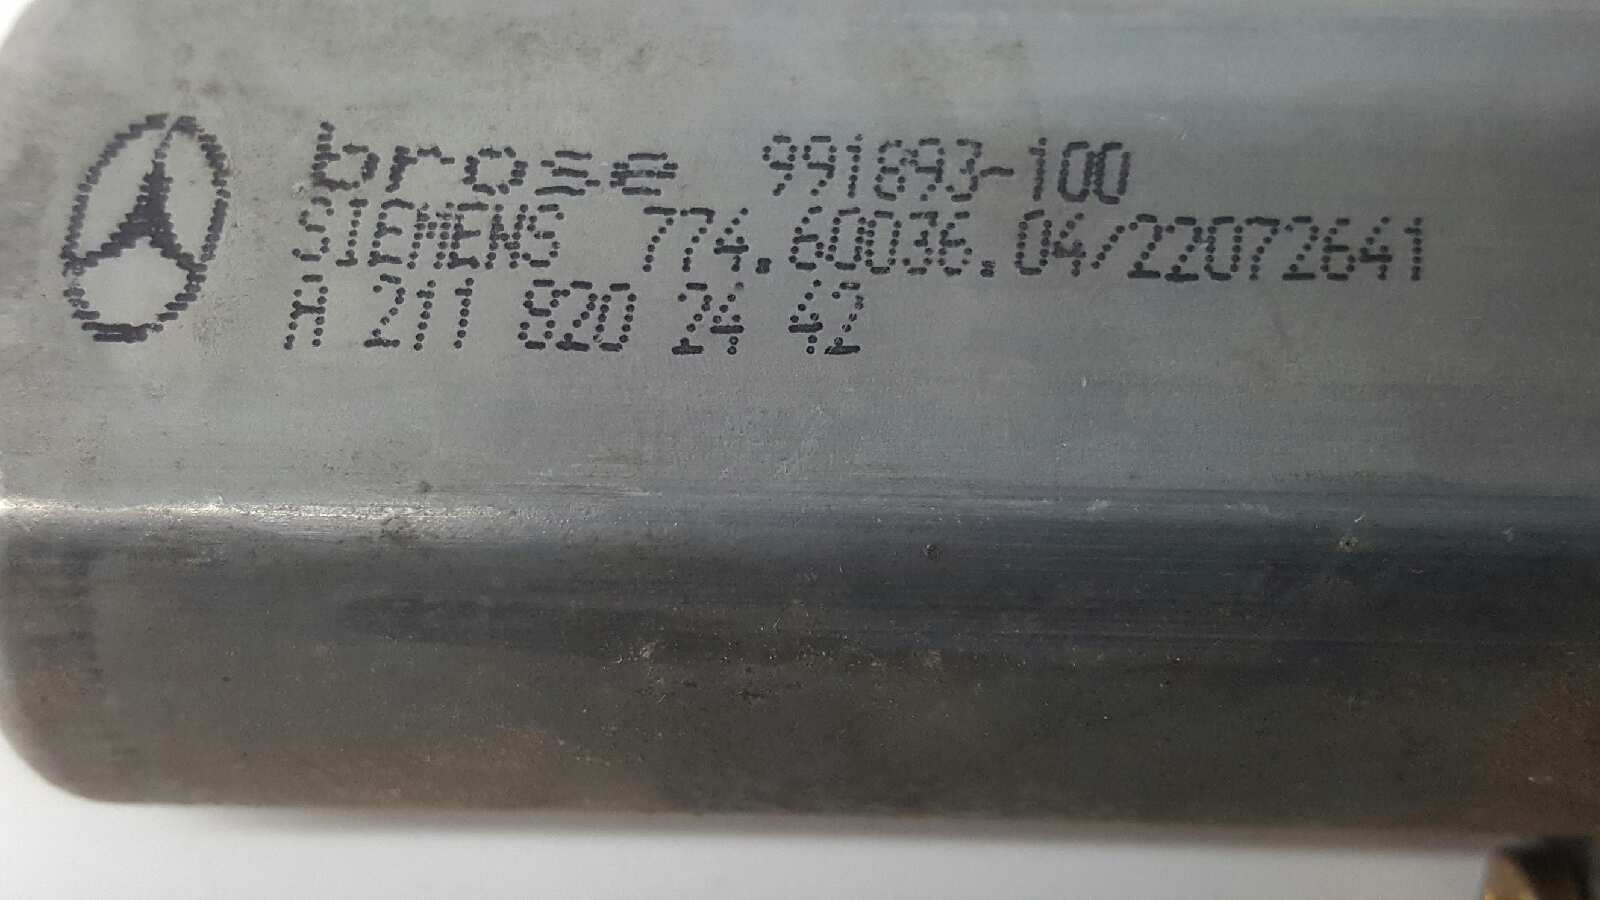 brose 991893-100
SIEMENS 774.60036.04/22072641
A 211 820 24 42